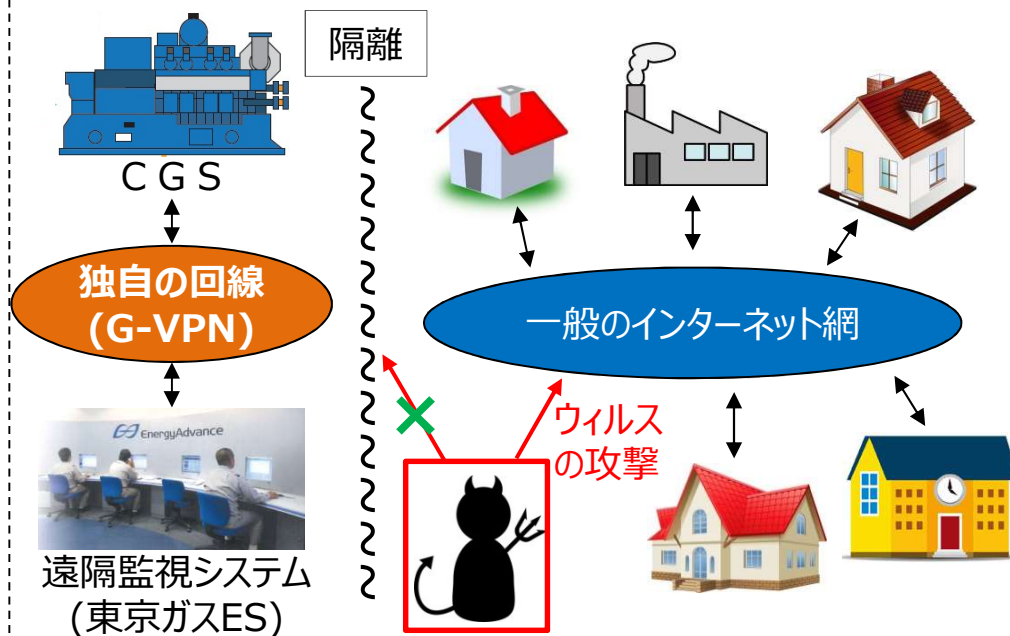 隔離
ＣＧＳ
独自の回線
(G-VPN)
EnergyAdvance
遠隔監視システム
(東京ガスES)
一般のインターネット網
ウィルス
の攻撃